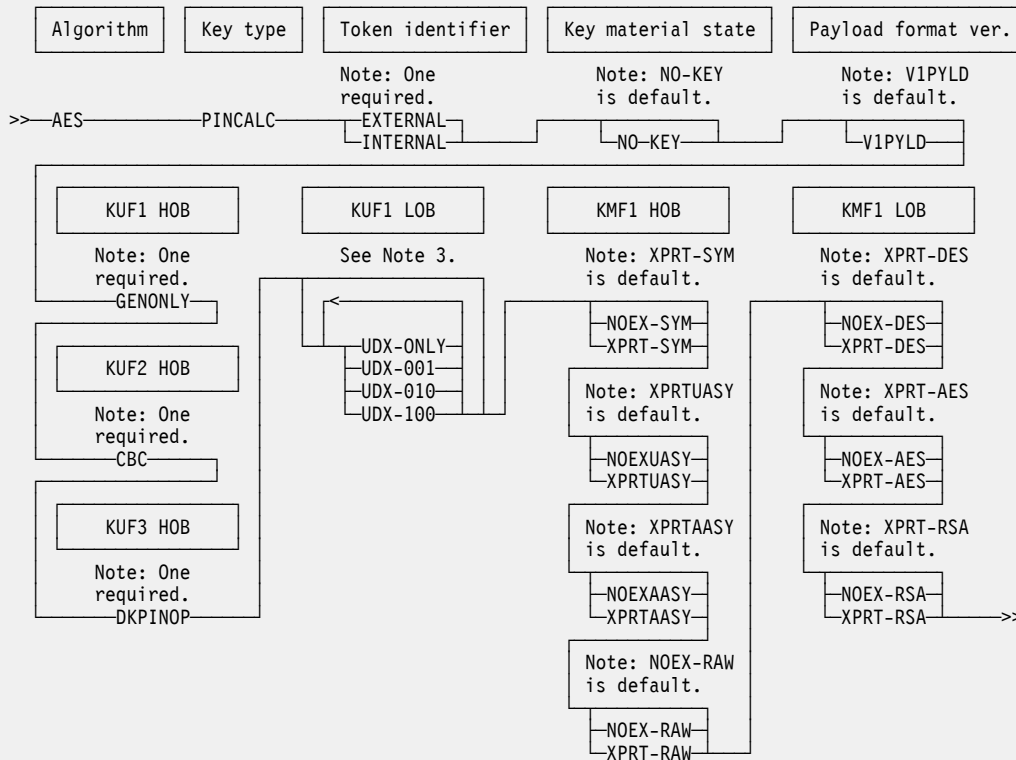 Algorithm Key type Token identifier Key material state Payload format ver.
Note: One Note: NO-KEY Note: V1PYLD
required. is default. is default.
>>—AES PINCALC EXTERNAL
INTERNAL NO-KEY V1PYLD
KUF1 HOB KUF1 LOB KMF1 HOB KMF1 LOB
Note: One See Note 3. Note: XPRT-SYM Note: XPRT-DES
required. is default. is default.
GENONLY <
NOEX-SYM NOEX-DES
KUF2 HOB UDX-ONLY XPRT-SYM XPRT-DES
UDX-001
UDX-010 Note: XPRTUASY Note: XPRT-AES
Note: One UDX-100 is default. is default.
required.
CBC NOEXUASY NOEX-AES
XPRTUASY XPRT-AES
KUF3 HOB Note: XPRTAASY Note: XPRT-RSA
is default. is default.
Note: One
required. NOEXAASY NOEX-RSA
DKPINOP XPRTAASY XPRT-RSA—>>
Note: NOEX-RAW
is default.
NOEX-RAW
XPRT-RAW